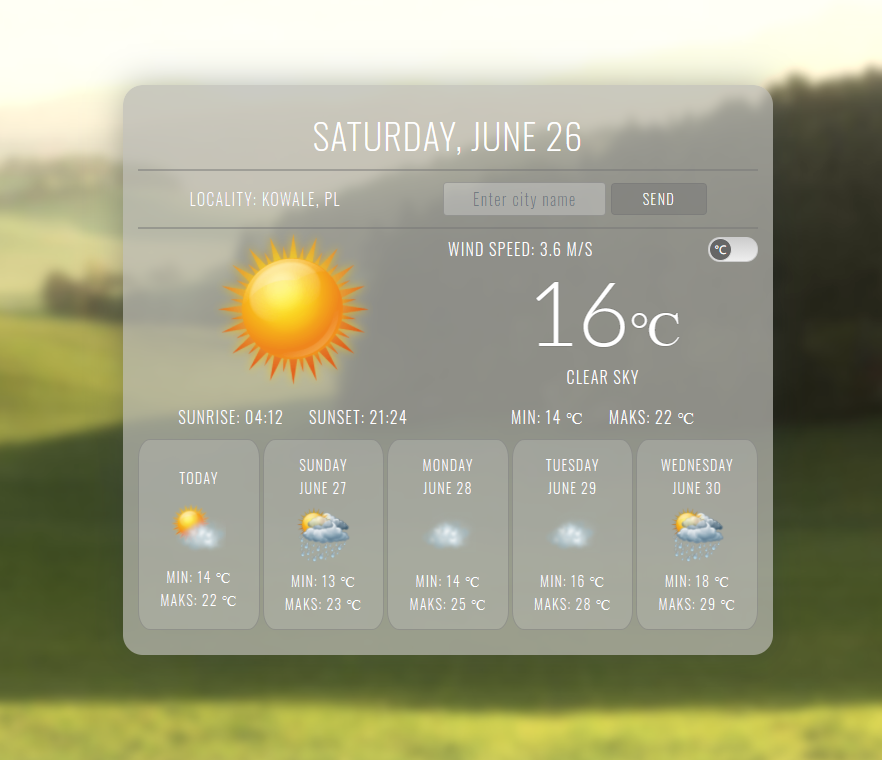 SATURDAY, JUNE 26
LOCALITY: KOWALE, PL
Enter city name
SEND
WIND SPEED: 3.6 M/S
°C
16°C
CLEAR SKY
SUNRISE: 04:12 SUNSET: 21:24
MIN: 14 °C MAKS: 22 °C
TODAY
MIN: 14 °C
MAKS: 22 °C
SUNDAY
JUNE 27
MIN: 13 °C
MAKS: 23 °C
MONDAY
JUNE 28
MIN: 14 °C
MAKS: 25 °C
TUESDAY
JUNE 29
MIN: 16 °C
MAKS: 28 °C
WEDNESDAY
JUNE 30
MIN: 18 °C
MAKS: 29 °C